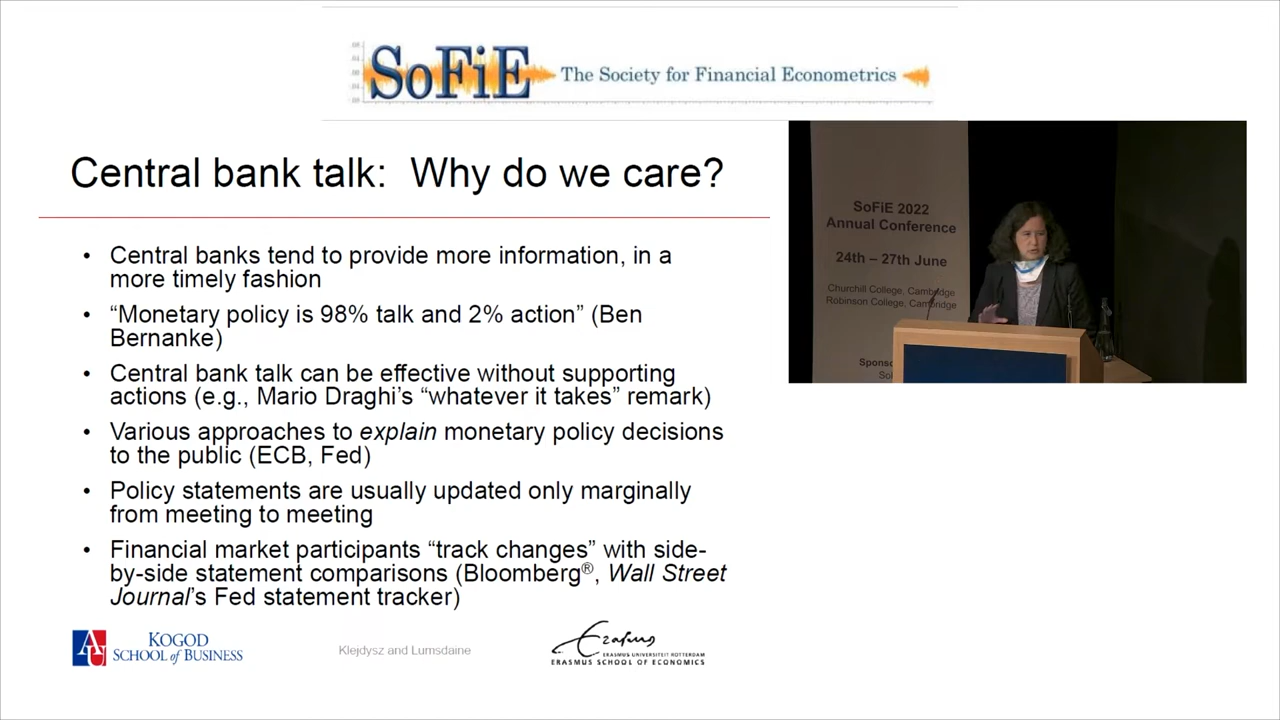 SoFiE The Society for Financial Econometrics
Central bank talk: Why do we care?
• Central banks tend to provide more information, in a
more timely fashion
• “Monetary policy is 98% talk and 2% action” (Ben
Bernanke)
• Central bank talk can be effective without supporting
actions (e.g., Mario Draghi’s “whatever it takes” remark)
• Various approaches to explain monetary policy decisions
to the public (ECB, Fed)
• Policy statements are usually updated only marginally
from meeting to meeting
• Financial market participants “track changes” with side-
by-side statement comparisons (Bloomberg®, Wall Street
Journal’s Fed statement tracker)
SoFiE 2022
Annual Conference
24th – 27th June
Churchill College, Cambridge
Robinson College, Cambridge
AU KOGOD
SCHOOL of BUSINESS
Klejdysz and Lumsdaine
Erasmus
ERASMUS UNIVERSITEIT ROTTERDAM
ERASMUS SCHOOL OF ECONOMICS